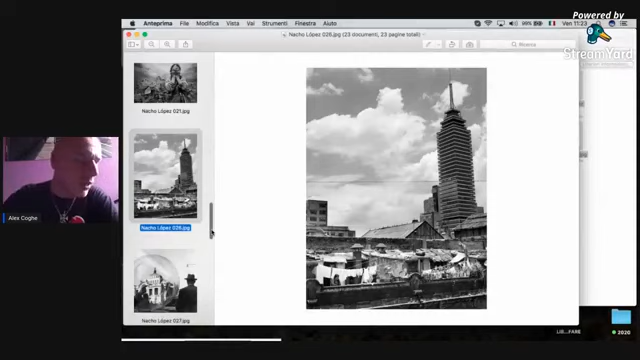 Powered by
StreamYard
Anteprima File Modifica Vai Vista Strumenti Finestra Aiuto
99% Ven 11:23
Nacho López 026.jpg (23 documenti, 23 pagine totali)
Ricerca
Nacho López 021.jpg
Nacho López 026.jpg
Nacho López 027.jpg
Alex Coghe
LIB...FARE
2020